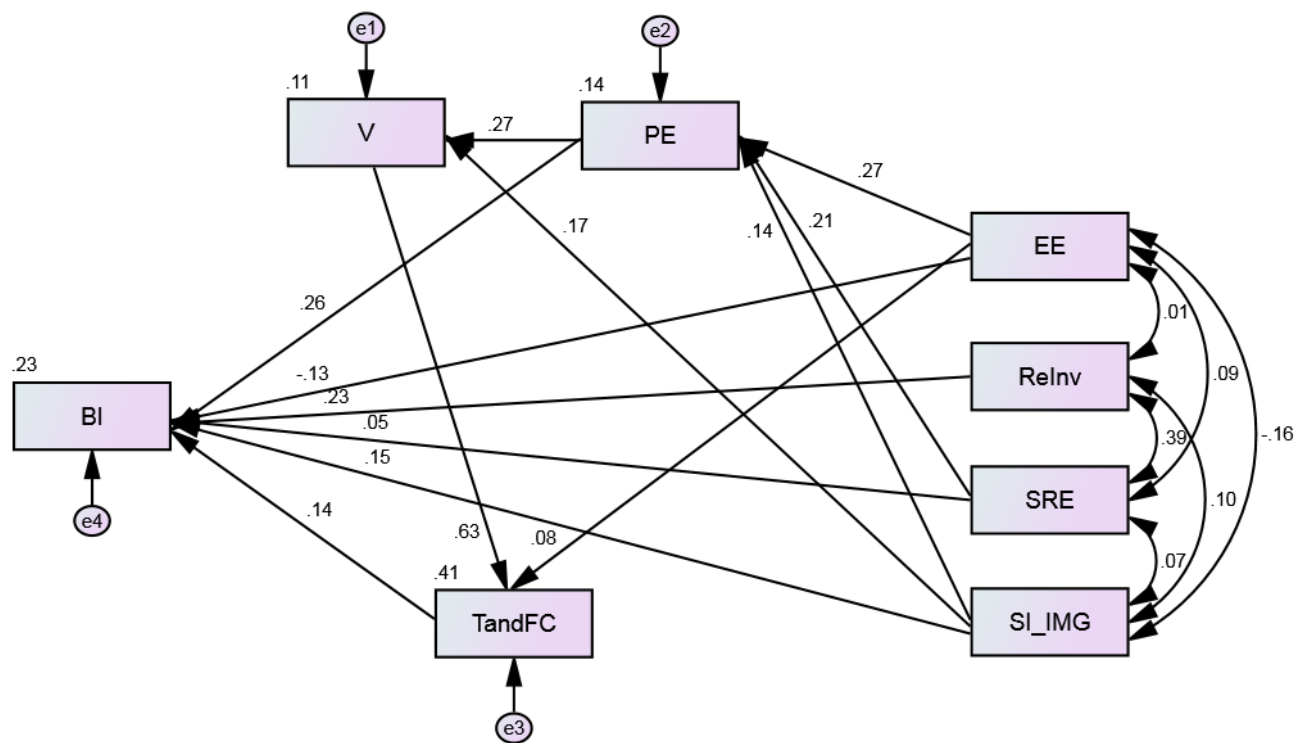 e1
e2
.11
.14
V
.27
PE
.27
.17
.14
.21
EE
.26
.01
-.13
ReInv
.09
.23
.23
BI
.05
.39
-.16
.15
SRE
.10
e4
.14
.63
.08
.07
.41
TandFC
SI_IMG
e3